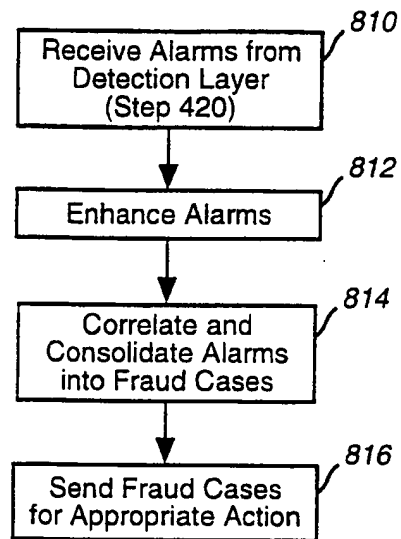 810
Receive Alarms from
Detection Layer
(Step 420)
812
Enhance Alarms
814
Correlate and
Consolidate Alarms
into Fraud Cases
816
Send Fraud Cases
for Appropriate Action